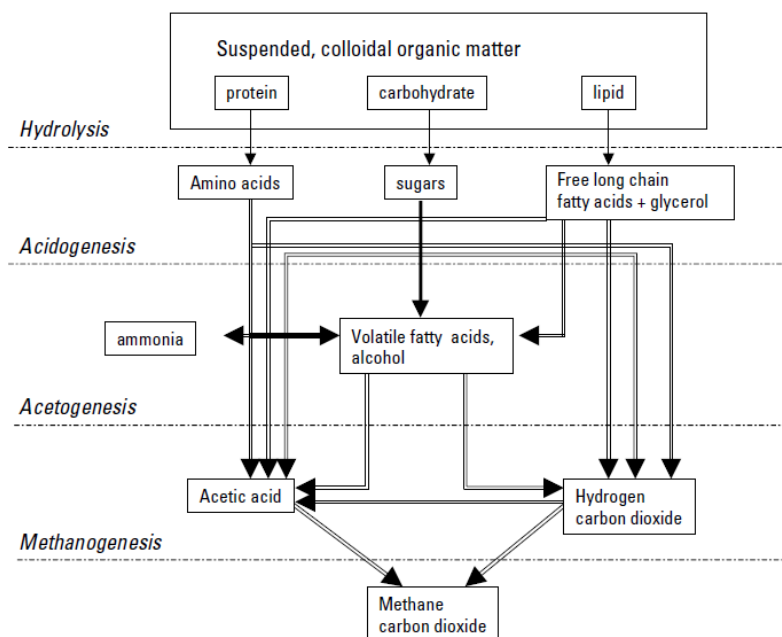 Suspended, colloidal organic matter
protein
carbohydrate
lipid
Hydrolysis
Amino acids
sugars
Free long chain
fatty acids + glycerol
Acidogenesis
ammonia
Volatile fatty acids,
alcohol
Acetogenesis
Acetic acid
Hydrogen
carbon dioxide
Methanogenesis
Methane
carbon dioxide